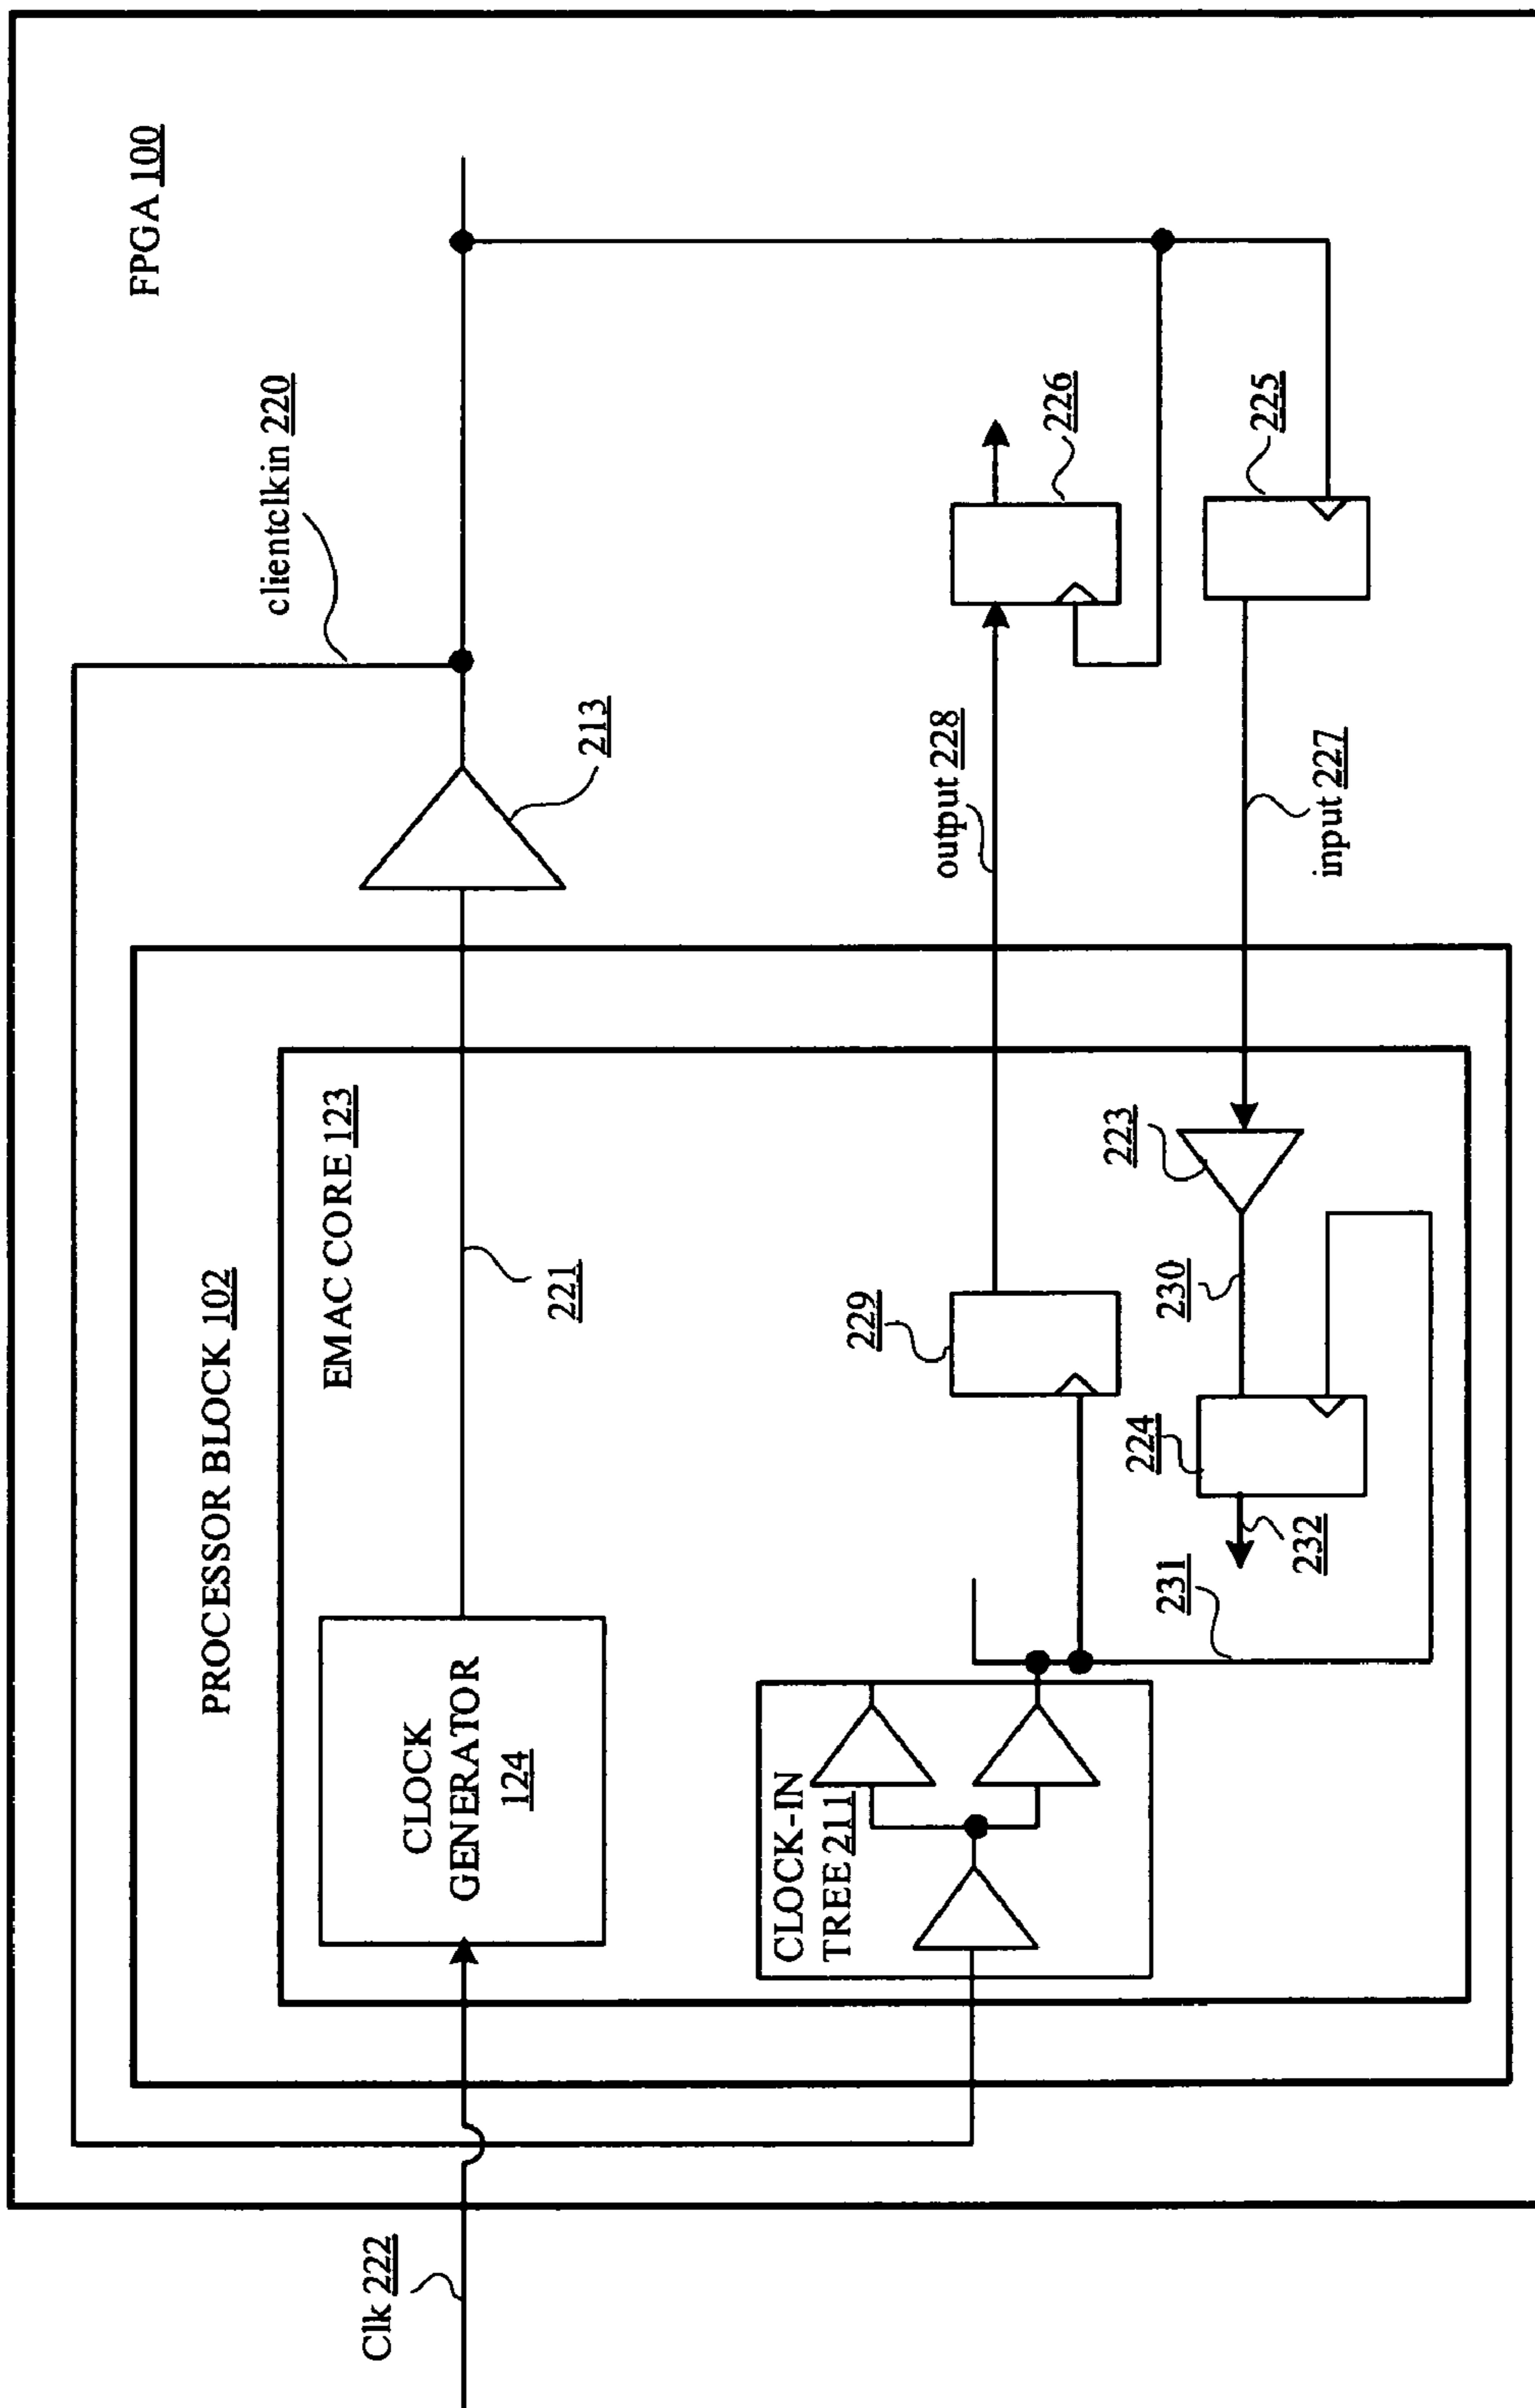 FPGA 100
clientclkin 220
213
PROCESSOR BLOCK 102
EMAC CORE 123
221
Clk 222
CLOCK
GENERATOR
124
CLOCK-IN
TREE 211
229
output 228
226
231
232
224
230
223
input 227
225